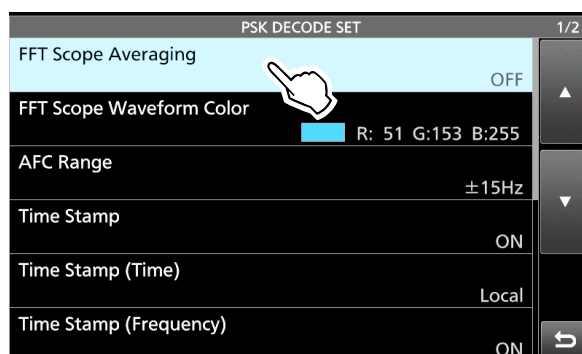 PSK DECODE SET 1/2
FFT Scope Averaging
OFF
FFT Scope Waveform Color
R: 51 G:153 B:255
AFC Range
±15Hz
Time Stamp
ON
Time Stamp (Time)
Local
Time Stamp (Frequency)
ON